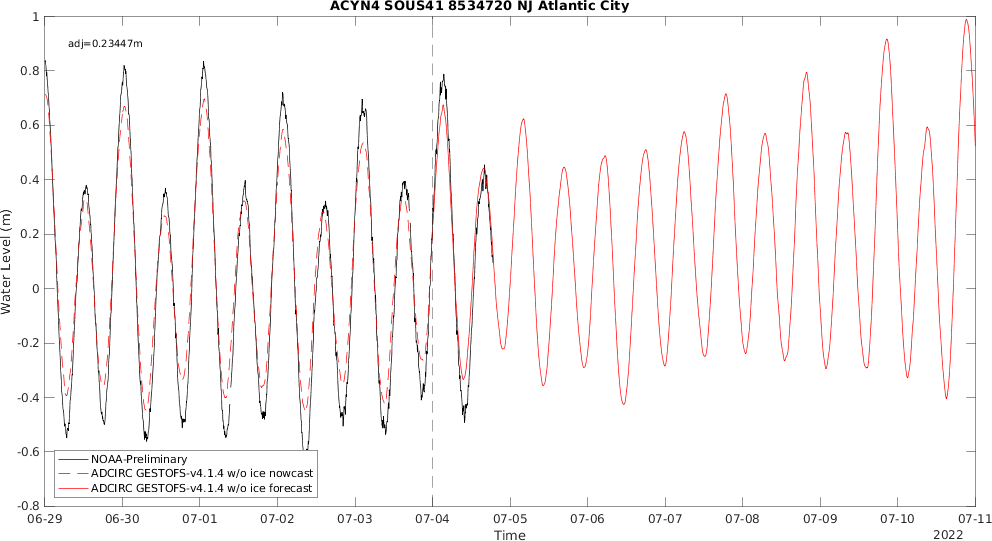 ACYN4 SOUS41 8534720 NJ Atlantic City
adj=0.23447m
1
0.8
0.6
0.4
0.2
0
-0.2
-0.4
-0.6
-0.8
Water Level (m)
NOAA-Preliminary
ADCIRC GESTOFS-v4.1.4 w/o ice nowcast
ADCIRC GESTOFS-v4.1.4 w/o ice forecast
06-29 06-30 07-01 07-02 07-03 07-04 07-05 07-06 07-07 07-08 07-09 07-10 07-11
Time
2022